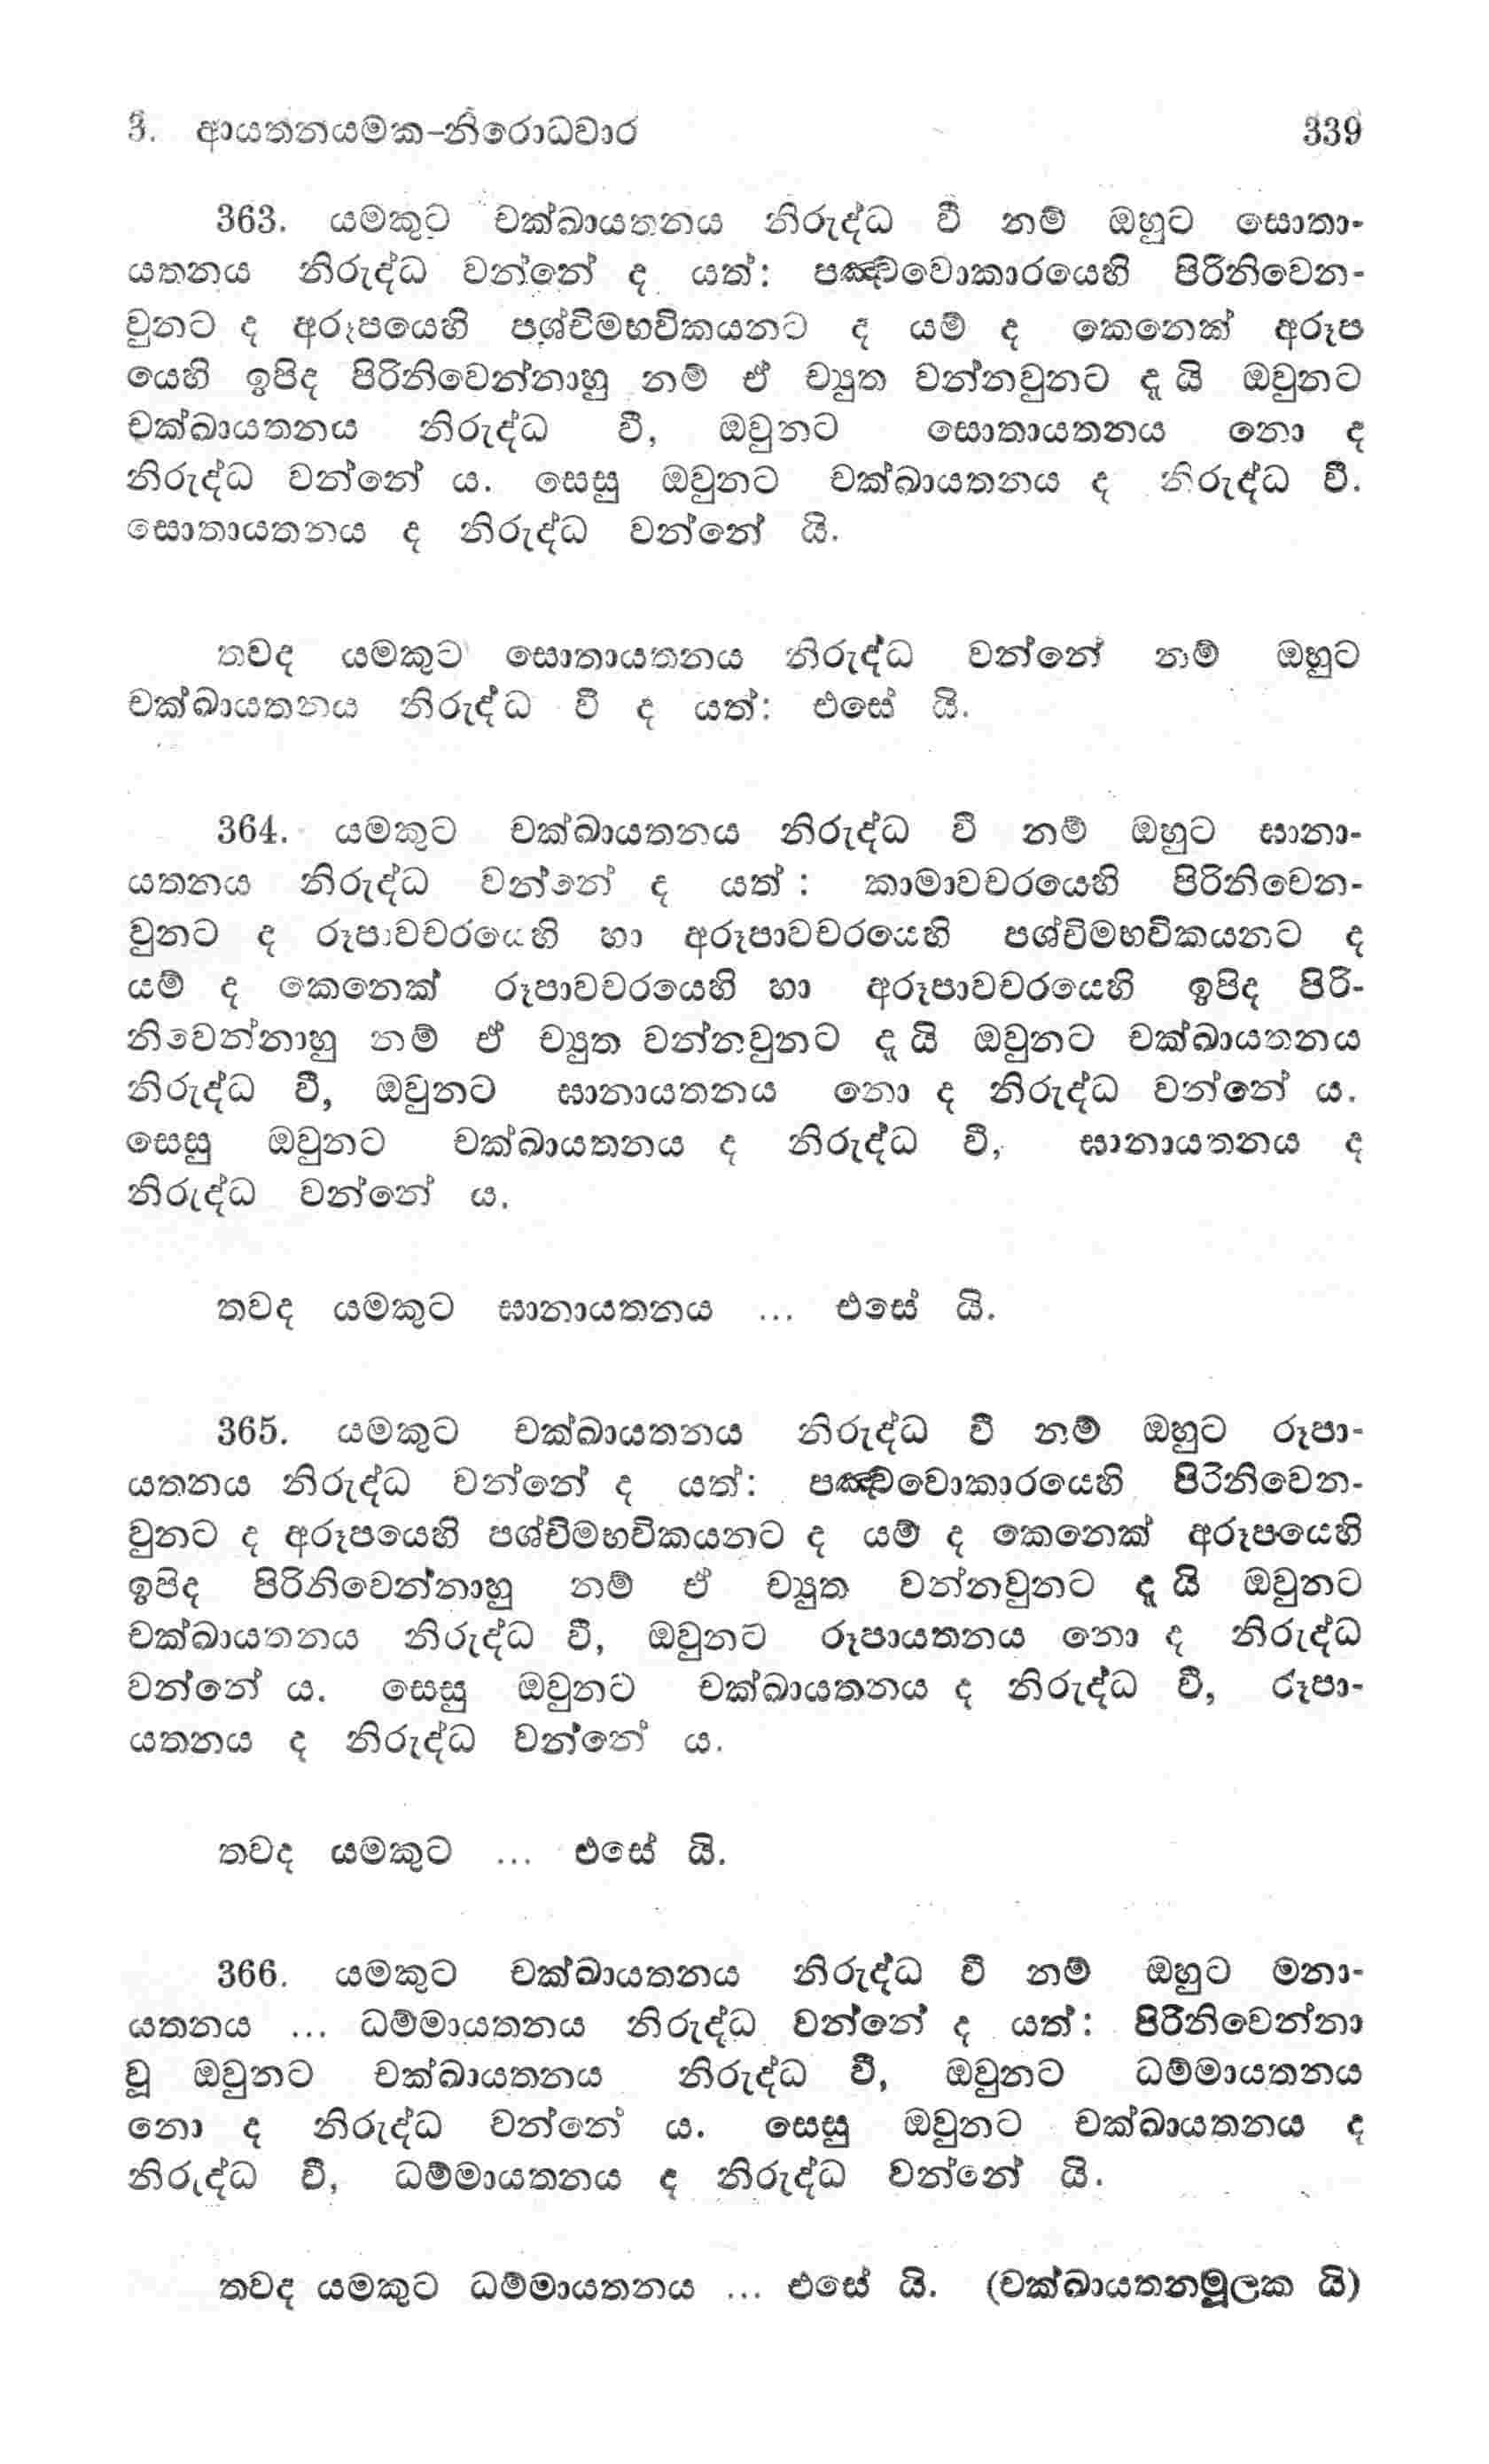 3. ආයතනයමක-නිරොධවාර 339
363. යමකුට චක්ඛායතනය නිරුද්ධ වී නම් ඔහුට සොතා-
යතනය නිරුද්ධ වන්නේ ද යත්: පඤ්චවොකාරයෙහි පිරිනිවෙන-
වුනට ද අරූපයෙහි පශ්චිමභවිකයනට ද යම් ද කෙනෙක් අරූප
යෙහි ඉපිද පිරිනිවෙන්නාහු නම් ඒ ච්‍යුත වන්නවුනට දැ යි ඔවුනට
චක්ඛායතනය නිරුද්ධ වී, ඔවුනට සොතායතනය නො ද
නිරුද්ධ වන්නේ ය. සෙසු ඔවුනට චක්ඛායතනය ද නිරුද්ධ වී.
සොතායතනය ද නිරුද්ධ වන්නේ යි.
තවද යමකුට සොතායතනය නිරුද්ධ වන්නේ නම් ඔහුට
චක්ඛායතනය නිරුද්ධ වී ද යත්: එසේ යි.
364. යමකුට චක්ඛායතනය නිරුද්ධ වී නම් ඔහුට ඝානා-
යතනය නිරුද්ධ වන්නේ ද යත් : කාමාවචරයෙහි පිරිනිවෙන-
වුනට ද රූපාවචරයෙහි හා අරූපාවචරයෙහි පශ්චිමභවිකයනට ද
යම් ද කෙනෙක් රූපාවචරයෙහි හා අරූපාවචරයෙහි ඉපිද පිරි-
නිවෙන්නාහු නම් ඒ ච්‍යුත වන්නවුනට දැ යි ඔවුනට චක්ඛායතනය
නිරුද්ධ වී, ඔවුනට ඝානායතනය නො ද නිරුද්ධ වන්නේ ය.
සෙසු ඔවුනට චක්ඛායතනය ද නිරුද්ධ වී, ඝානායතනය ද
නිරුද්ධ වන්නේ ය.
තවද යමකුට ඝානායතනය ... එසේ යි.
365. යමකුට චක්ඛායතනය නිරුද්ධ වී නම් ඔහුට රූපා-
යතනය නිරුද්ධ වන්නේ ද යත්: පඤ්චවොකාරයෙහි පිරිනිවෙන-
වුනට ද අරූපයෙහි පශ්චිමභවිකයනට ද යම් ද කෙනෙක් අරූපයෙහි
ඉපිද පිරිනිවෙන්නාහු නම් ඒ ච්‍යුත වන්නවුනට දැ යි ඔවුනට
චක්ඛායතනය නිරුද්ධ වී, ඔවුනට රූපායතනය නො ද නිරුද්ධ
වන්නේ ය. සෙසු ඔවුනට චක්ඛායතනය ද නිරුද්ධ වී, රූපා-
යතනය ද නිරුද්ධ වන්නේ ය.
තවද යමකුට ... එසේ යි.
366. යමකුට චක්ඛායතනය නිරුද්ධ වී නම් ඔහුට මනා-
යතනය ... ධම්මායතනය නිරුද්ධ වන්නේ ද යත්: පිරිනිවෙන්නා
වූ ඔවුනට චක්ඛායතනය නිරුද්ධ වී, ඔවුනට ධම්මායතනය
නො ද නිරුද්ධ වන්නේ ය. සෙසු ඔවුනට චක්ඛායතනය ද
නිරුද්ධ වී, ධම්මායතනය ද නිරුද්ධ වන්නේ යි.
තවද යමකුට ධම්මායතනය ... එසේ යි. (චක්ඛායතනමූලක යි)